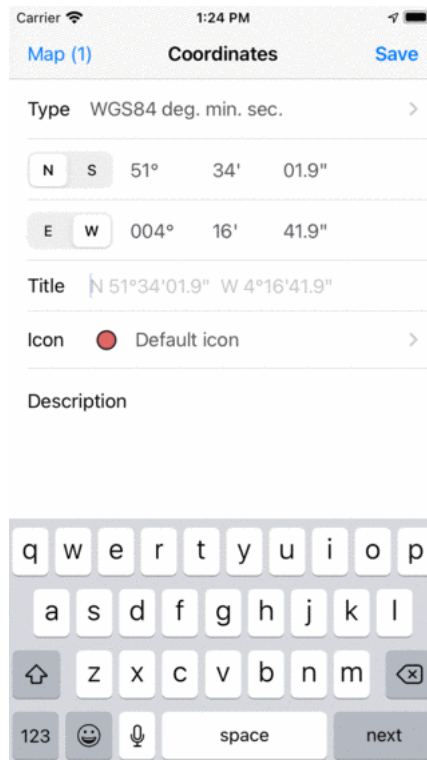 Carrier 1:24 PM
Map (1) Coordinates Save
Type WGS84 deg. min. sec.
N S 51° 34' 01.9"
E W 004° 16' 41.9"
Title N 51°34'01.9" W 4°16'41.9"
Icon Default icon
Description
q w e r t y u i o p
a s d f g h j k l
z x c v b n m
123 space next